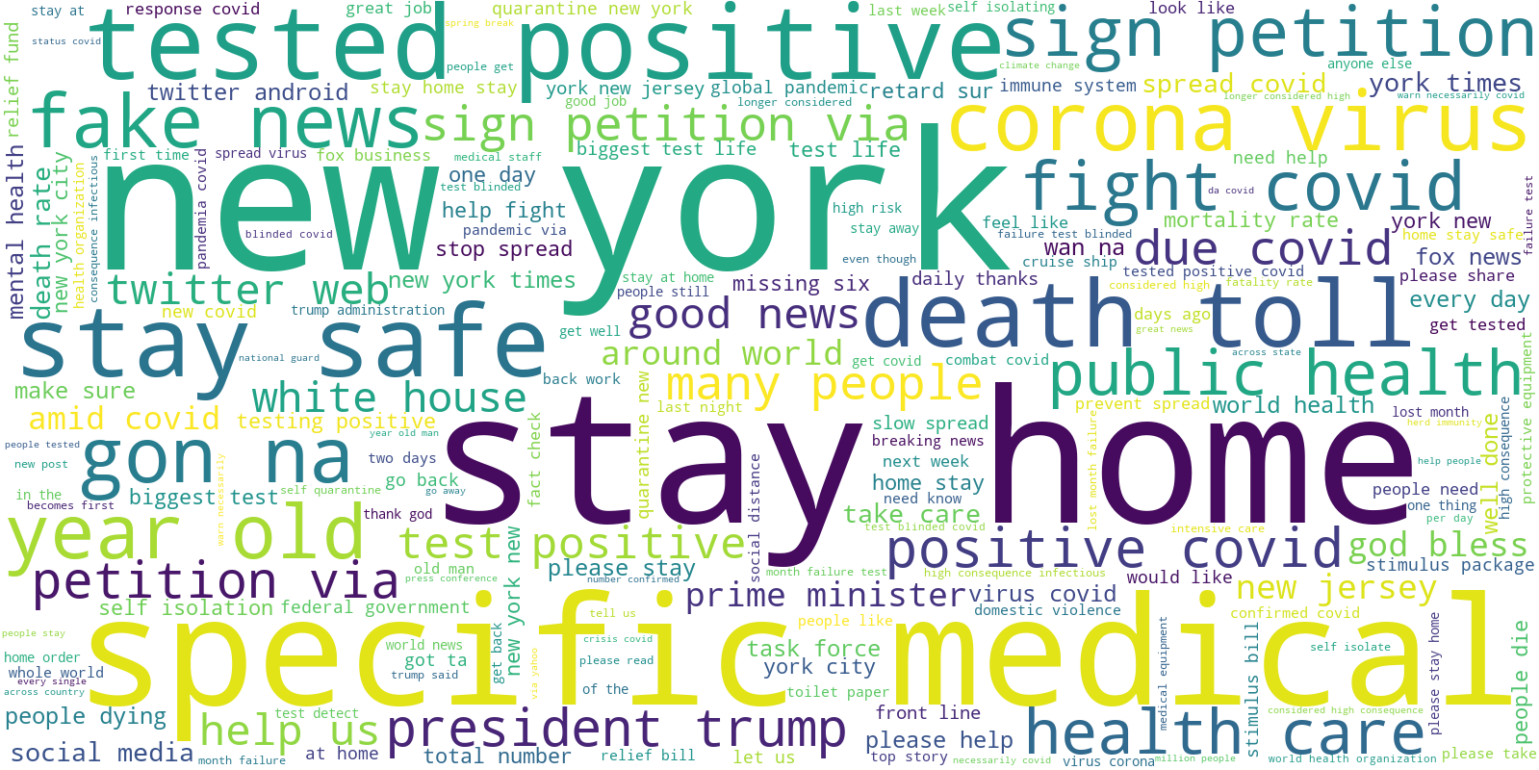 stay at
response covid
great job
quarantine new york
last week
self isolating
look like
spring break
status covid
tested positive
sign petition
relief fund
people get
climate change
anyone else
twitter android
stay home stay
york new jersey
global pandemic
retard sur
immune system
spread covid
york times
good job
longer considered
longer considered high
warn necessarily covid
fake news
sign petition via
corona virus
mental health
first time
spread virus
fox business
medical staff
biggest test life
test life
need help
new york
one day
test blinded
fight covid
da covid
failure test
death rate
new york city
health organization
consequence infectious
pandemia covid
blinded covid
help fight
pandemic via
stop spread
high risk
stay away
feel like
failure test blinded
mortality rate
york new
even though
wan na
due covid
home stay safe
cruise ship
fox news
twitter web
new york times
stay at home
people still
missing six
daily thanks
tested positive covid
considered high
fatality rate
please share
new covid
trump administration
good news
death toll
days ago
great news
every day
get tested
stay safe
get well
national guard
around world
get covid
combat covid
across state
protective equipment
make sure
white house
back work
many people
public health
amid covid
testing positive
last night
prevent spread
world health
lost month
herd immunity
high consequence
people tested
year old man
gon na
stay home
slow spread
breaking news
new post
two days
go back
go away
fact check
quarantine new
next week
home stay
need know
lost month failure
help people
in the
biggest test
self quarantine
people need
one thing
well done
becomes first
warn necessarily
thank god
take care
test blinded covid
intensive care
per day
year old
test positive
social distance
positive covid
god bless
petition via
old man
press conference
please stay
number confirmed
month failure test
high consequence infectious
would like
stimulus package
self isolation
federal government
new york new
prime minister
virus covid
domestic violence
new jersey
confirmed covid
specific medical
tell us
people like
people stay
world news
crisis covid
task force
self isolate
home order
got ta
get back
via yahoo
please read
york city
medical equipment
stimulus bill
please stay home
people die
whole world
every single
trump said
across country
of the
toilet paper
people dying
test detect
help us
president trump
front line
please help
health care
considered high consequence
social media
month failure
at home
total number
relief bill
let us
top story
necessarily covid
virus corona
million people
world health organization
please take